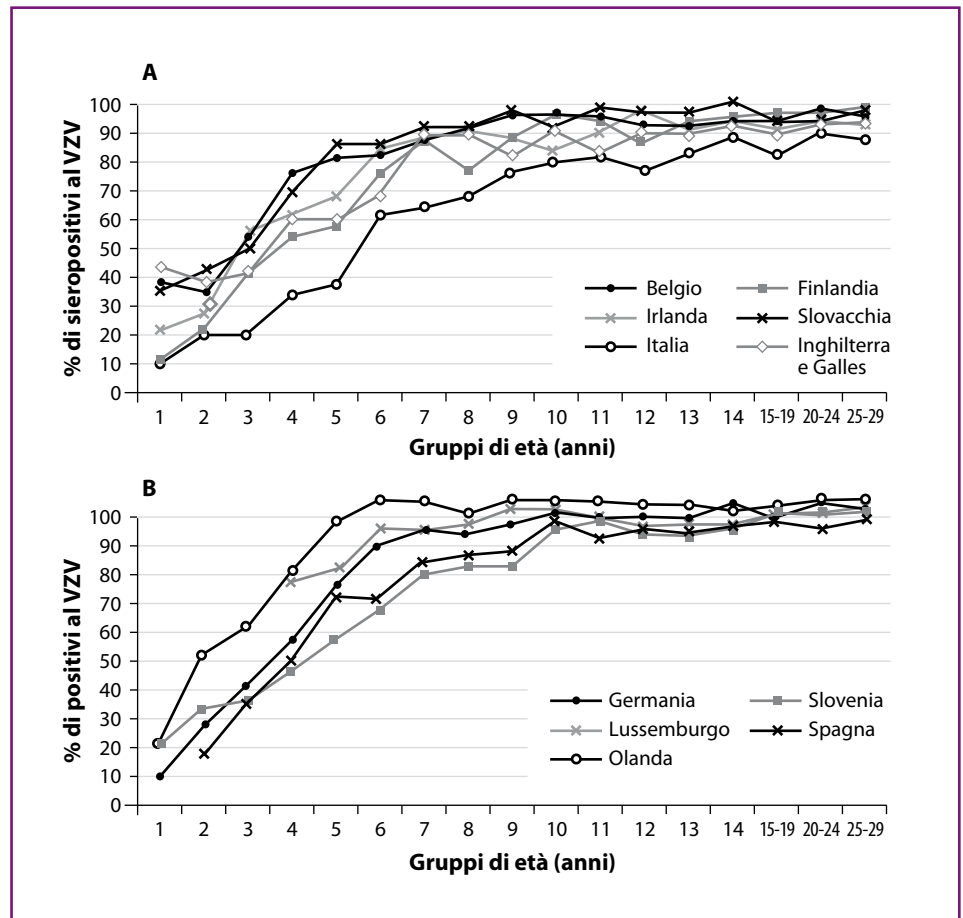 A
% di sieropositivi al VZV
100
90
80
70
60
50
40
30
20
10
0
Belgio
Finlandia
Irlanda
Slovacchia
Italia
Inghilterra
e Galles
1 2 3 4 5 6 7 8 9 10 11 12 13 14 15-19 20-24 25-29
Gruppi di età (anni)
B
% di positivi al VZV
100
90
80
70
60
50
40
30
20
10
0
Germania
Slovenia
Lussemburgo
Spagna
Olanda
1 2 3 4 5 6 7 8 9 10 11 12 13 14 15-19 20-24 25-29
Gruppi di età (anni)